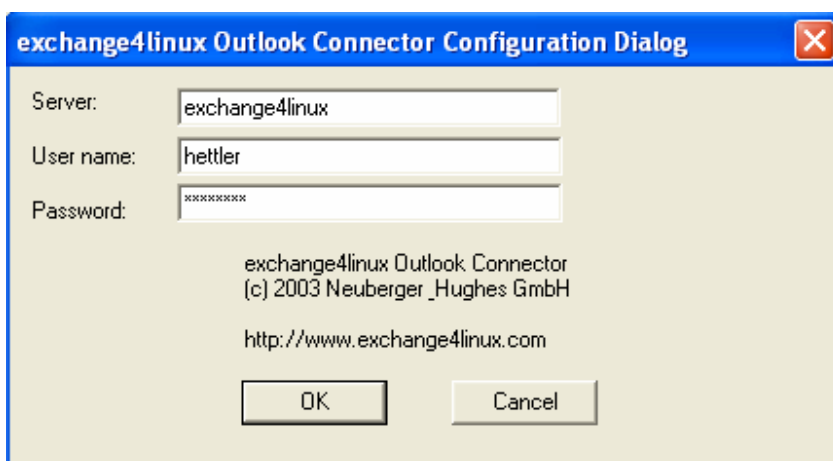 exchange4linux Outlook Connector Configuration Dialog
Server: exchange4linux
User name: hettler
Password: ********
exchange4linux Outlook Connector
(c) 2003 Neuberger_Hughes GmbH
http://www.exchange4linux.com
OK Cancel